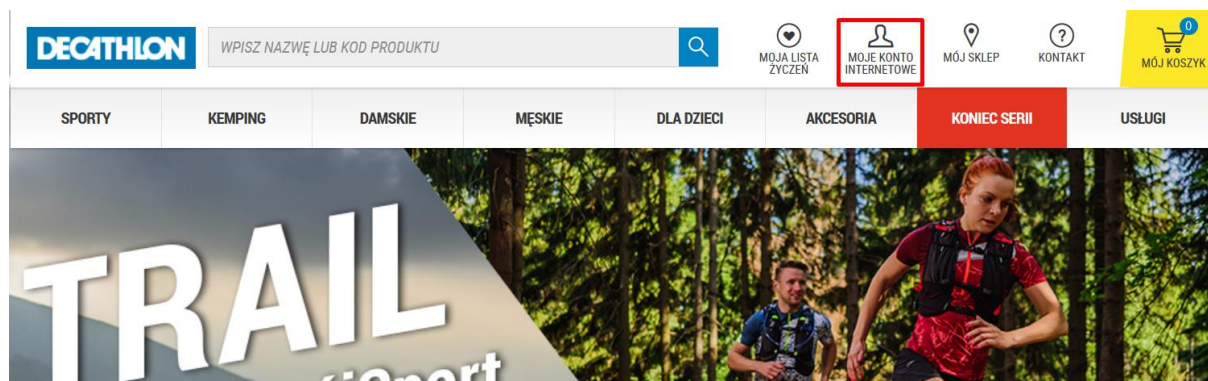 DECATHLON
WPISZ NAZWĘ LUB KOD PRODUKTU
MOJA LISTA
ŻYCZEŃ
MOJE KONTO
INTERNETOWE
MÓJ SKLEP
?
KONTAKT
0
MÓJ KOSZYK
SPORTY
KEMPING
DAMSKIE
MĘSKIE
DLA DZIECI
AKCESORIA
KONIEC SERII
USŁUGI
TRAIL